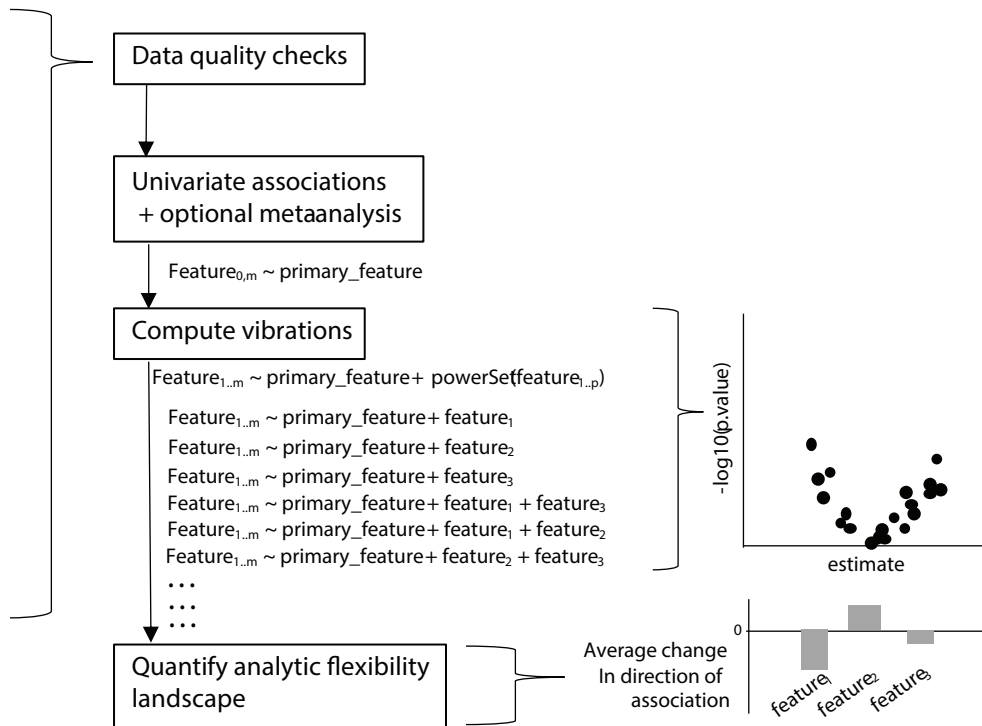 Data quality checks
Univariate associations
+ optional metaanalysis
Feature0,m ~ primary_feature
Compute vibrations
Feature1..m ~ primary_feature + powerSet(feature1..p)
Feature1..m ~ primary_feature + feature1
Feature1..m ~ primary_feature + feature2
Feature1..m ~ primary_feature + feature3
Feature1..m ~ primary_feature + feature1 + feature3
Feature1..m ~ primary_feature + feature1 + feature2
Feature1..m ~ primary_feature + feature2 + feature3
...
...
...
Quantify analytic flexibility
landscape
-log10(p.value)
estimate
0
Average change
In direction of
association
feature1
feature2
feature3